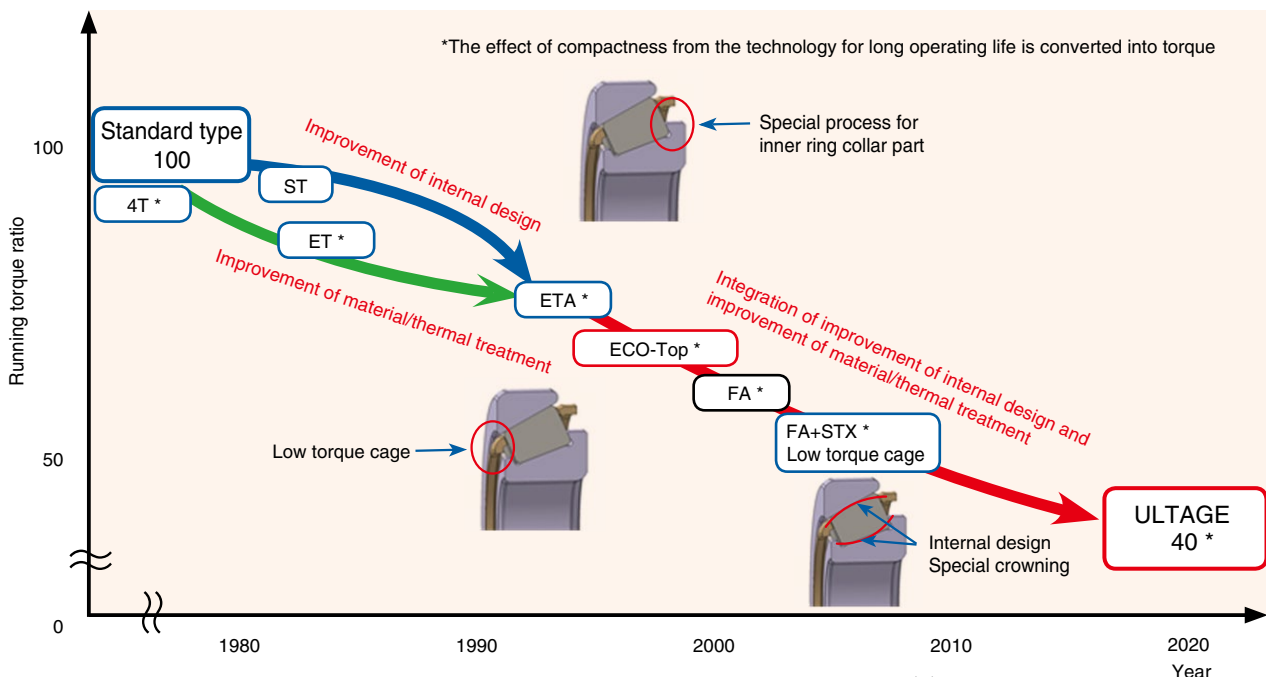 *The effect of compactness from the technology for long operating life is converted into torque
Standard type
100
4T *
ST
ET *
Improvement of internal design
Improvement of material/thermal treatment
Special process for
inner ring collar part
ETA *
ECO-Top *
FA *
FA+STX *
Low torque cage
Integration of improvement of internal design and
improvement of material/thermal treatment
Low torque cage
Internal design
Special crowning
ULTAGE
40 *
Running torque ratio
100
50
0
1980
1990
2000
2010
2020
Year